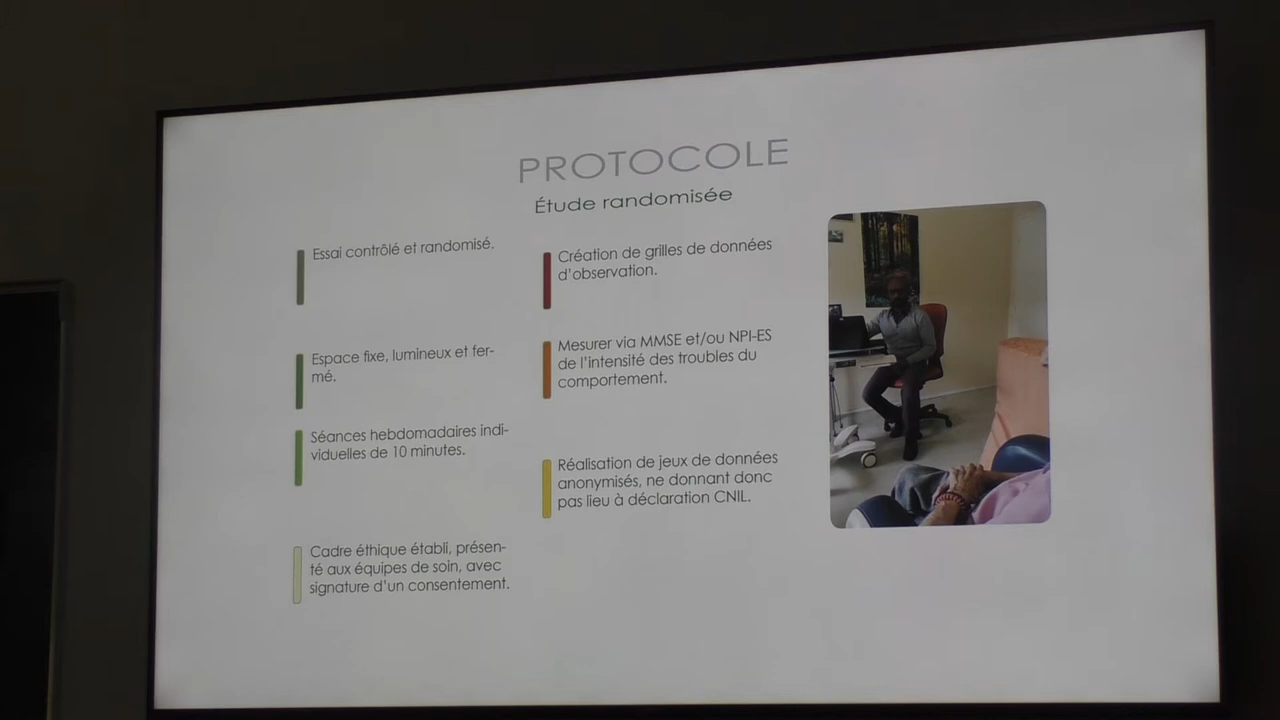 PROTOCOLE
Étude randomisée
Essai contrôlé et randomisé.
Espace fixe, lumineux et fer-
mé.
Séances hebdomadaires indi-
viduelles de 10 minutes.
Cadre éthique établi, présen-
té aux équipes de soin, avec
signature d'un consentement.
Création de grilles de données
d'observation.
Mesurer via MMSE et/ou NPI-ES
de l'intensité des troubles du
comportement.
Réalisation de jeux de données
anonymisés, ne donnant donc
pas lieu à déclaration CNIL.